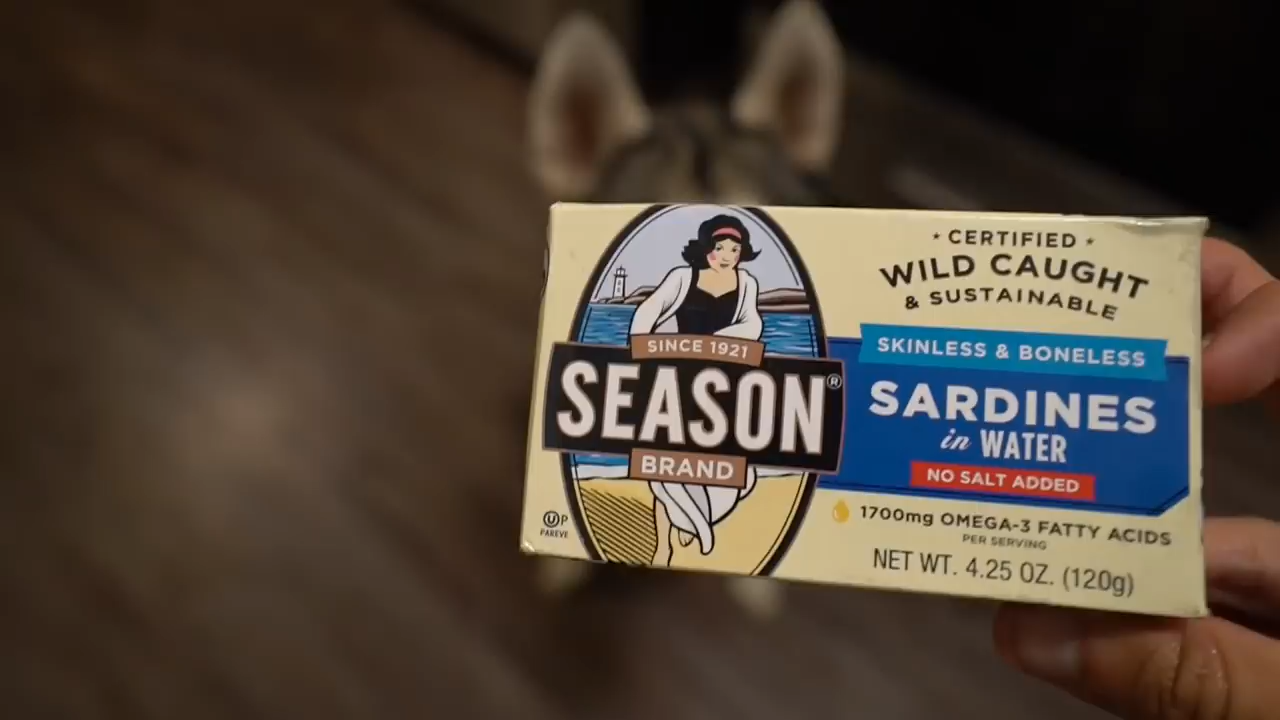 SINCE 1921
SEASON®
BRAND
ⓊP
PAREVE
★ CERTIFIED ★
WILD CAUGHT
& SUSTAINABLE
SKINLESS & BONELESS
SARDINES
in WATER
NO SALT ADDED
1700mg OMEGA-3 FATTY ACIDS
PER SERVING
NET WT. 4.25 OZ. (120g)